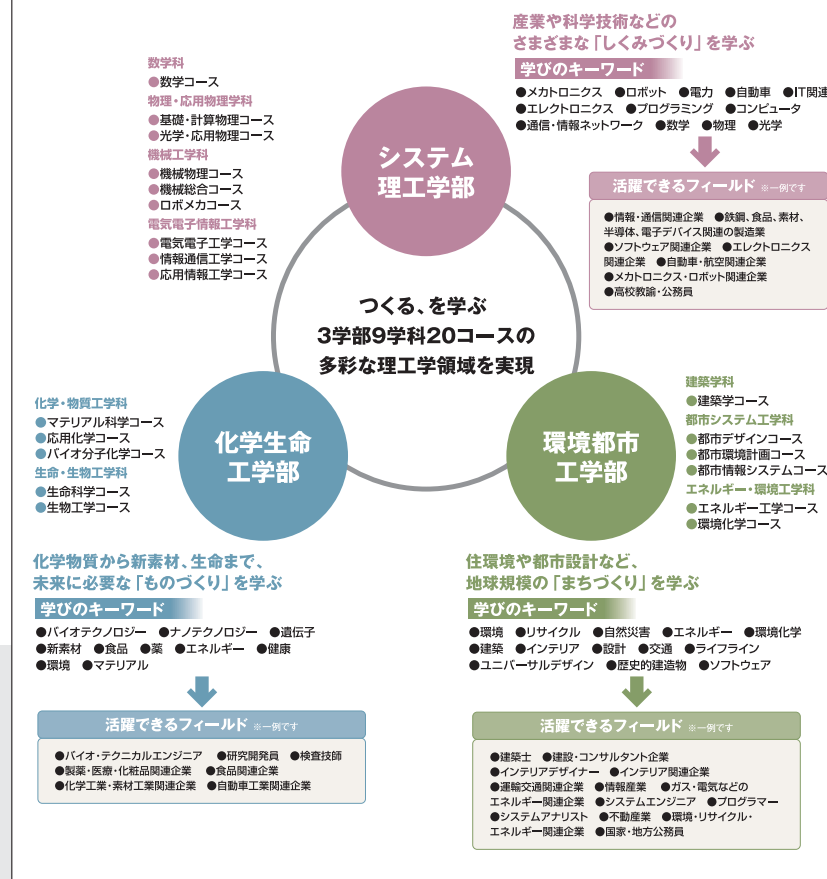 産業や科学技術などの
さまざまな「しくみづくり」を学ぶ
学びのキーワード
●メカトロニクス ●ロボット ●電力 ●自動車 ●IT関連
●エレクトロニクス ●プログラミング ●コンピュータ
●通信・情報ネットワーク ●数学 ●物理 ●光学
活躍できるフィールド ※一例です
●情報・通信関連企業 ●鉄鋼、食品、素材、
半導体、電子デバイス関連の製造業
●ソフトウェア関連企業 ●エレクトロニクス
関連企業 ●自動車・航空関連企業
●メカトロニクス・ロボット関連企業
●高校教諭・公務員
数学科
●数学コース
物理・応用物理学科
●基礎・計算物理コース
●光学・応用物理コース
機械工学科
●機械物理コース
●機械総合コース
●ロボメカコース
電気電子情報工学科
●電気電子工学コース
●情報通信工学コース
●応用情報工学コース
システム
理工学部
つくる、を学ぶ
3学部9学科20コースの
多彩な理工学領域を実現
化学・物質工学科
●マテリアル科学コース
●応用化学コース
●バイオ分子化学コース
生命・生物工学科
●生命科学コース
●生物工学コース
化学生命
工学部
環境都市
工学部
建築学科
●建築学コース
都市システム工学科
●都市デザインコース
●都市環境計画コース
●都市情報システムコース
エネルギー・環境工学科
●エネルギー工学コース
●環境化学コース
化学物質から新素材、生命まで、
未来に必要な「ものづくり」を学ぶ
学びのキーワード
●バイオテクノロジー ●ナノテクノロジー ●遺伝子
●新素材 ●食品 ●薬 ●エネルギー ●健康
●環境 ●マテリアル
活躍できるフィールド ※一例です
●バイオ・テクニカルエンジニア ●研究開発員 ●検査技師
●製薬・医療・化粧品関連企業 ●食品関連企業
●化学工業・素材工業関連企業 ●自動車工業関連企業
住環境や都市設計など、
地球規模の「まちづくり」を学ぶ
学びのキーワード
●環境 ●リサイクル ●自然災害 ●エネルギー ●環境化学
●建築 ●インテリア ●設計 ●交通 ●ライフライン
●ユニバーサルデザイン ●歴史的建造物 ●ソフトウェア
活躍できるフィールド ※一例です
●建築士 ●建設・コンサルタント企業
●インテリアデザイナー ●インテリア関連企業
●運輸交通関連企業 ●情報産業 ●ガス・電気などの
エネルギー関連企業 ●システムエンジニア ●プログラマー
●システムアナリスト ●不動産業 ●環境・リサイクル・
エネルギー関連企業 ●国家・地方公務員